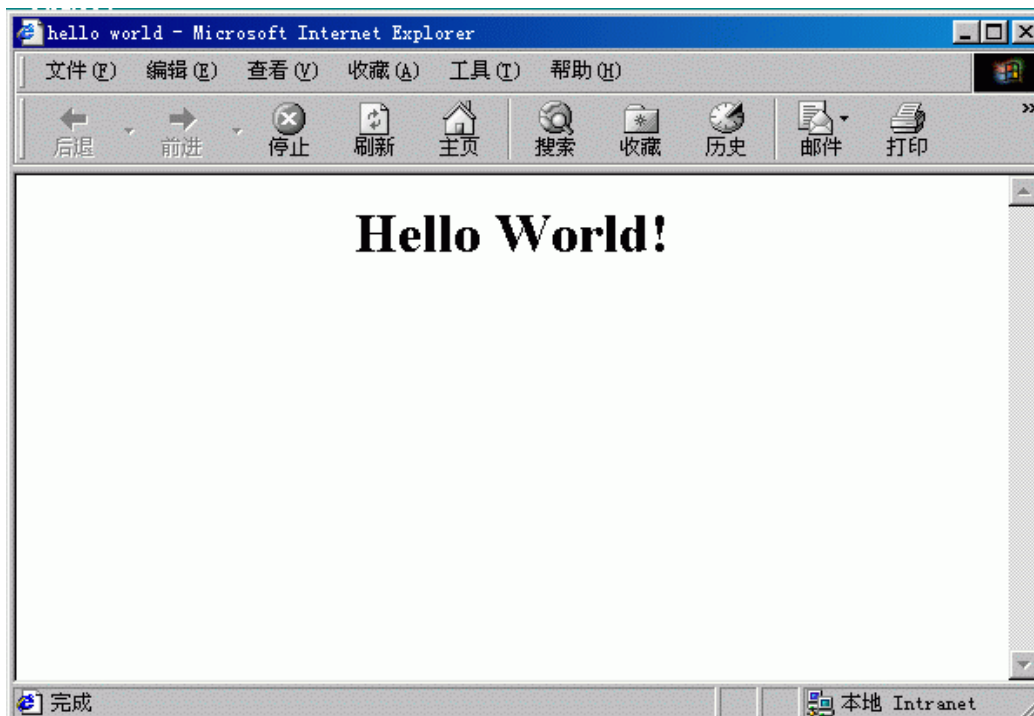 hello world - Microsoft Internet Explorer
文件(F) 编辑(E) 查看(V) 收藏(A) 工具(T) 帮助(H)
后退 前进 停止 刷新 主页 搜索 收藏 历史 邮件 打印
Hello World!
完成 本地 Intranet